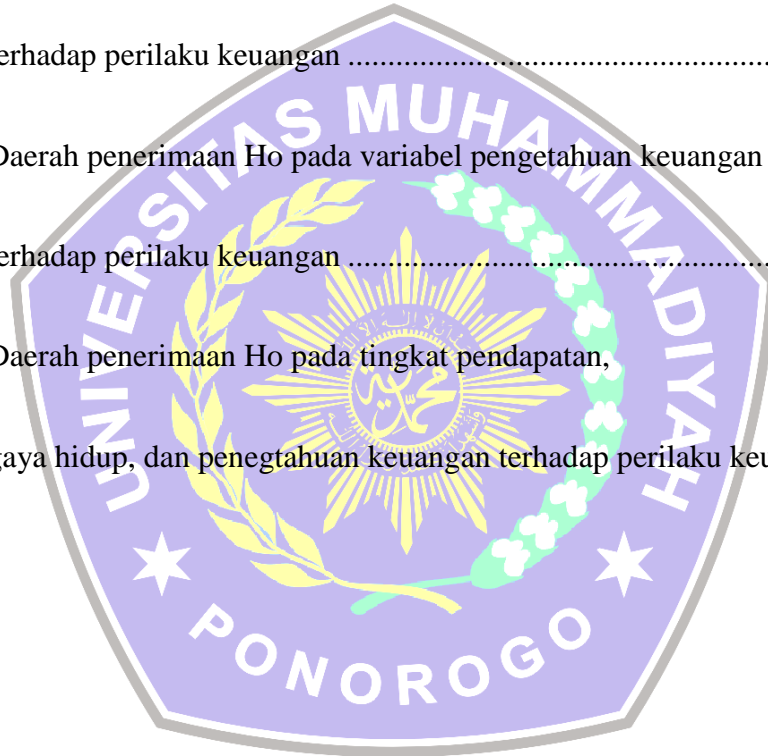 erhadap perilaku keuangan ........................................................
Daerah penerimaan Ho pada variabel pengetahuan keuangan
erhadap perilaku keuangan ........................................................
Daerah penerimaan Ho pada tingkat pendapatan,
gaya hidup, dan penegtahuan keuangan terhadap perilaku keu
UNIVERSITAS MUHAMMADIYAH
PONOROGO
محمدية